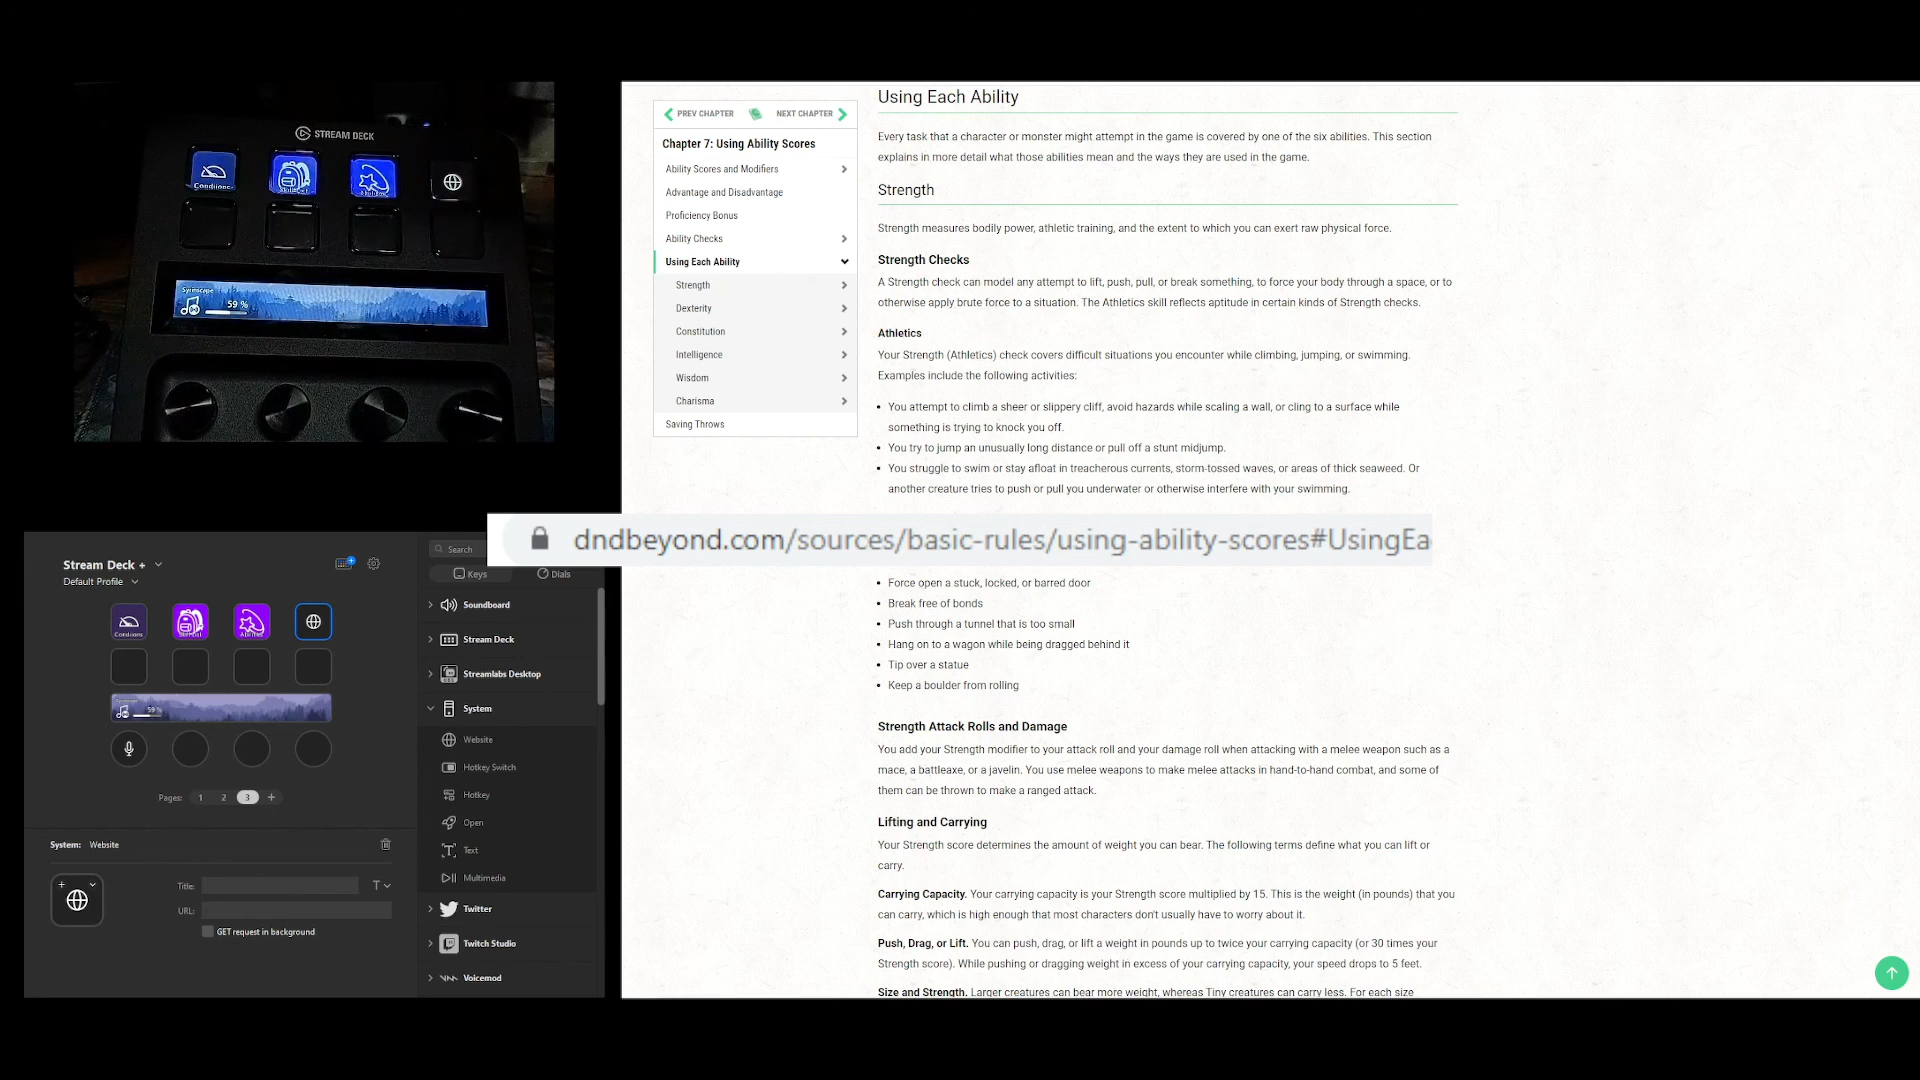 STREAM DECK
Conditions
Symscape
59 %
PREV CHAPTER
NEXT CHAPTER
Chapter 7: Using Ability Scores
Ability Scores and Modifiers
Advantage and Disadvantage
Proficiency Bonus
Ability Checks
Using Each Ability
Strength
Dexterity
Constitution
Intelligence
Wisdom
Charisma
Saving Throws
Using Each Ability
Every task that a character or monster might attempt in the game is covered by one of the six abilities. This section
explains in more detail what those abilities mean and the ways they are used in the game.
Strength
Strength measures bodily power, athletic training, and the extent to which you can exert raw physical force.
Strength Checks
A Strength check can model any attempt to lift, push, pull, or break something, to force your body through a space, or to
otherwise apply brute force to a situation. The Athletics skill reflects aptitude in certain kinds of Strength checks.
Athletics
Your Strength (Athletics) check covers difficult situations you encounter while climbing, jumping, or swimming.
Examples include the following activities:
• You attempt to climb a sheer or slippery cliff, avoid hazards while scaling a wall, or cling to a surface while
something is trying to knock you off.
• You try to jump an unusually long distance or pull off a stunt midjump.
• You struggle to swim or stay afloat in treacherous currents, storm-tossed waves, or areas of thick seaweed. Or
another creature tries to push or pull you underwater or otherwise interfere with your swimming.
dndbeyond.com/sources/basic-rules/using-ability-scores#UsingEa
• Force open a stuck, locked, or barred door
• Break free of bonds
• Push through a tunnel that is too small
• Hang on to a wagon while being dragged behind it
• Tip over a statue
• Keep a boulder from rolling
Strength Attack Rolls and Damage
You add your Strength modifier to your attack roll and your damage roll when attacking with a melee weapon such as a
mace, a battleaxe, or a javelin. You use melee weapons to make melee attacks in hand-to-hand combat, and some of
them can be thrown to make a ranged attack.
Lifting and Carrying
Your Strength score determines the amount of weight you can bear. The following terms define what you can lift or
carry.
Carrying Capacity. Your carrying capacity is your Strength score multiplied by 15. This is the weight (in pounds) that you
can carry, which is high enough that most characters don't usually have to worry about it.
Push, Drag, or Lift. You can push, drag, or lift a weight in pounds up to twice your carrying capacity (or 30 times your
Strength score). While pushing or dragging weight in excess of your carrying capacity, your speed drops to 5 feet.
Size and Strength. Larger creatures can bear more weight, whereas Tiny creatures can carry less. For each size
Stream Deck +
Default Profile
Conditions
Abilities
59 %
Pages: 1 2 3 +
System: Website
Title:
T
URL:
GET request in background
Search
Keys
Dials
Soundboard
Stream Deck
Streamlabs Desktop
System
Website
Hotkey Switch
Hotkey
Open
Text
Multimedia
Twitter
Twitch Studio
Voicemod